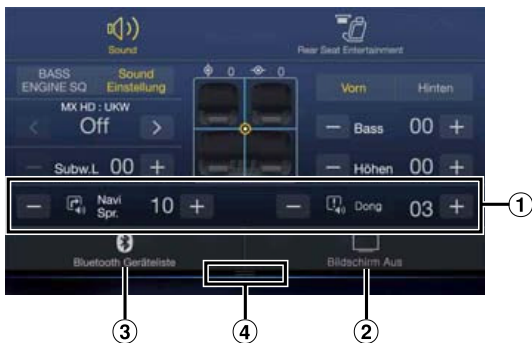 Sound
Rear Seat Entertainment
BASS ENGINE SQ
Sound Einstellung
0
0
Vorn
Hinten
MX HD : UKW
< Off >
− Bass 00 +
− Subw.L 00 +
− Höhen 00 +
− Navi Spr. 10 +
− Dong 03 +
Bluetooth Geräteliste
Bildschirm Aus
1
3
4
2